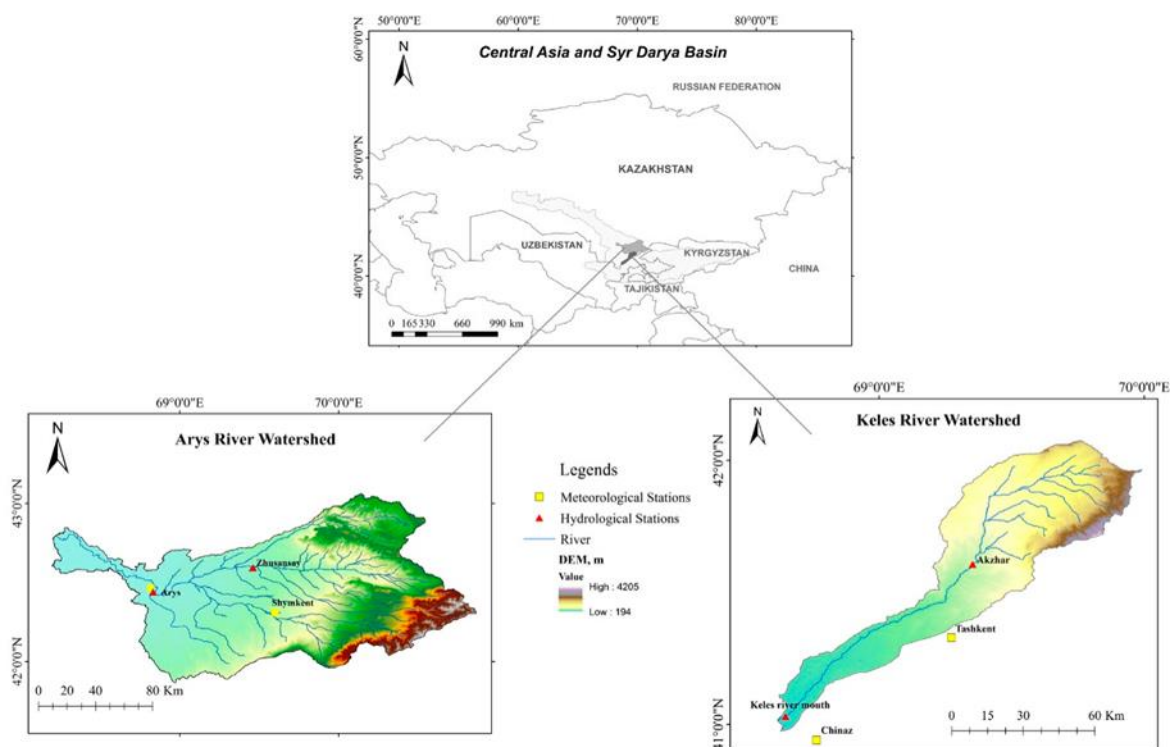 50°0'0"E 60°0'0"E 70°0'0"E 80°0'0"E
60°0'0"N
50°0'0"N
40°0'0"N
N
Central Asia and Syr Darya Basin
RUSSIAN FEDERATION
KAZAKHSTAN
UZBEKISTAN
KYRGYZSTAN
CHINA
TAJIKISTAN
0 165 330 660 990 km
69°0'0"E 70°0'0"E
43°0'0"N
42°0'0"N
N
Arys River Watershed
Zhusansay
Arys
Shymkent
0 20 40 80 Km
Legends
Meteorological Stations
Hydrological Stations
River
DEM, m
Value
High : 4205
Low : 194
69°0'0"E 70°0'0"E
42°0'0"N
41°0'0"N
N
Keles River Watershed
Akzhar
Tashkent
Keles river mouth
Chinaz
0 15 30 60 Km